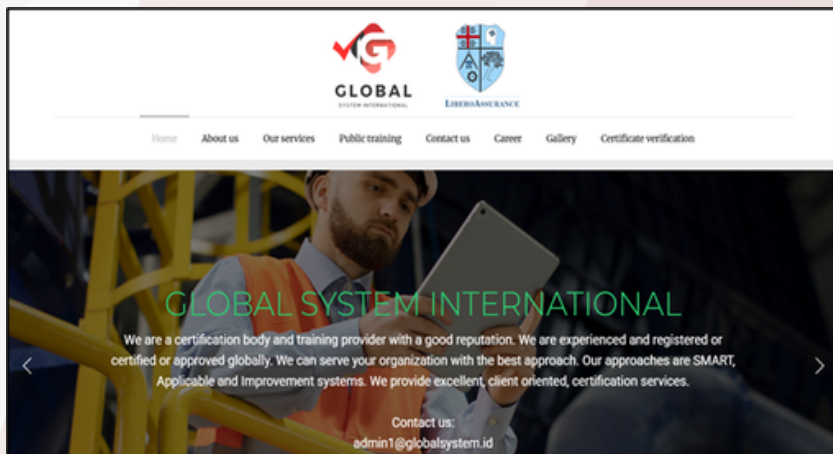 GLOBAL
SYSTEM INTERNATIONAL
LIBEROASSURANCE
Home About us Our services Public training Contact us Career Gallery Certificate verification
GLOBAL SYSTEM INTERNATIONAL
We are a certification body and training provider with a good reputation. We are experienced and registered or
certified or approved globally. We can serve your organization with the best approach. Our approaches are SMART,
Applicable and Improvement systems. We provide excellent, client oriented, certification services.
Contact us:
admin1@globalsystem.id